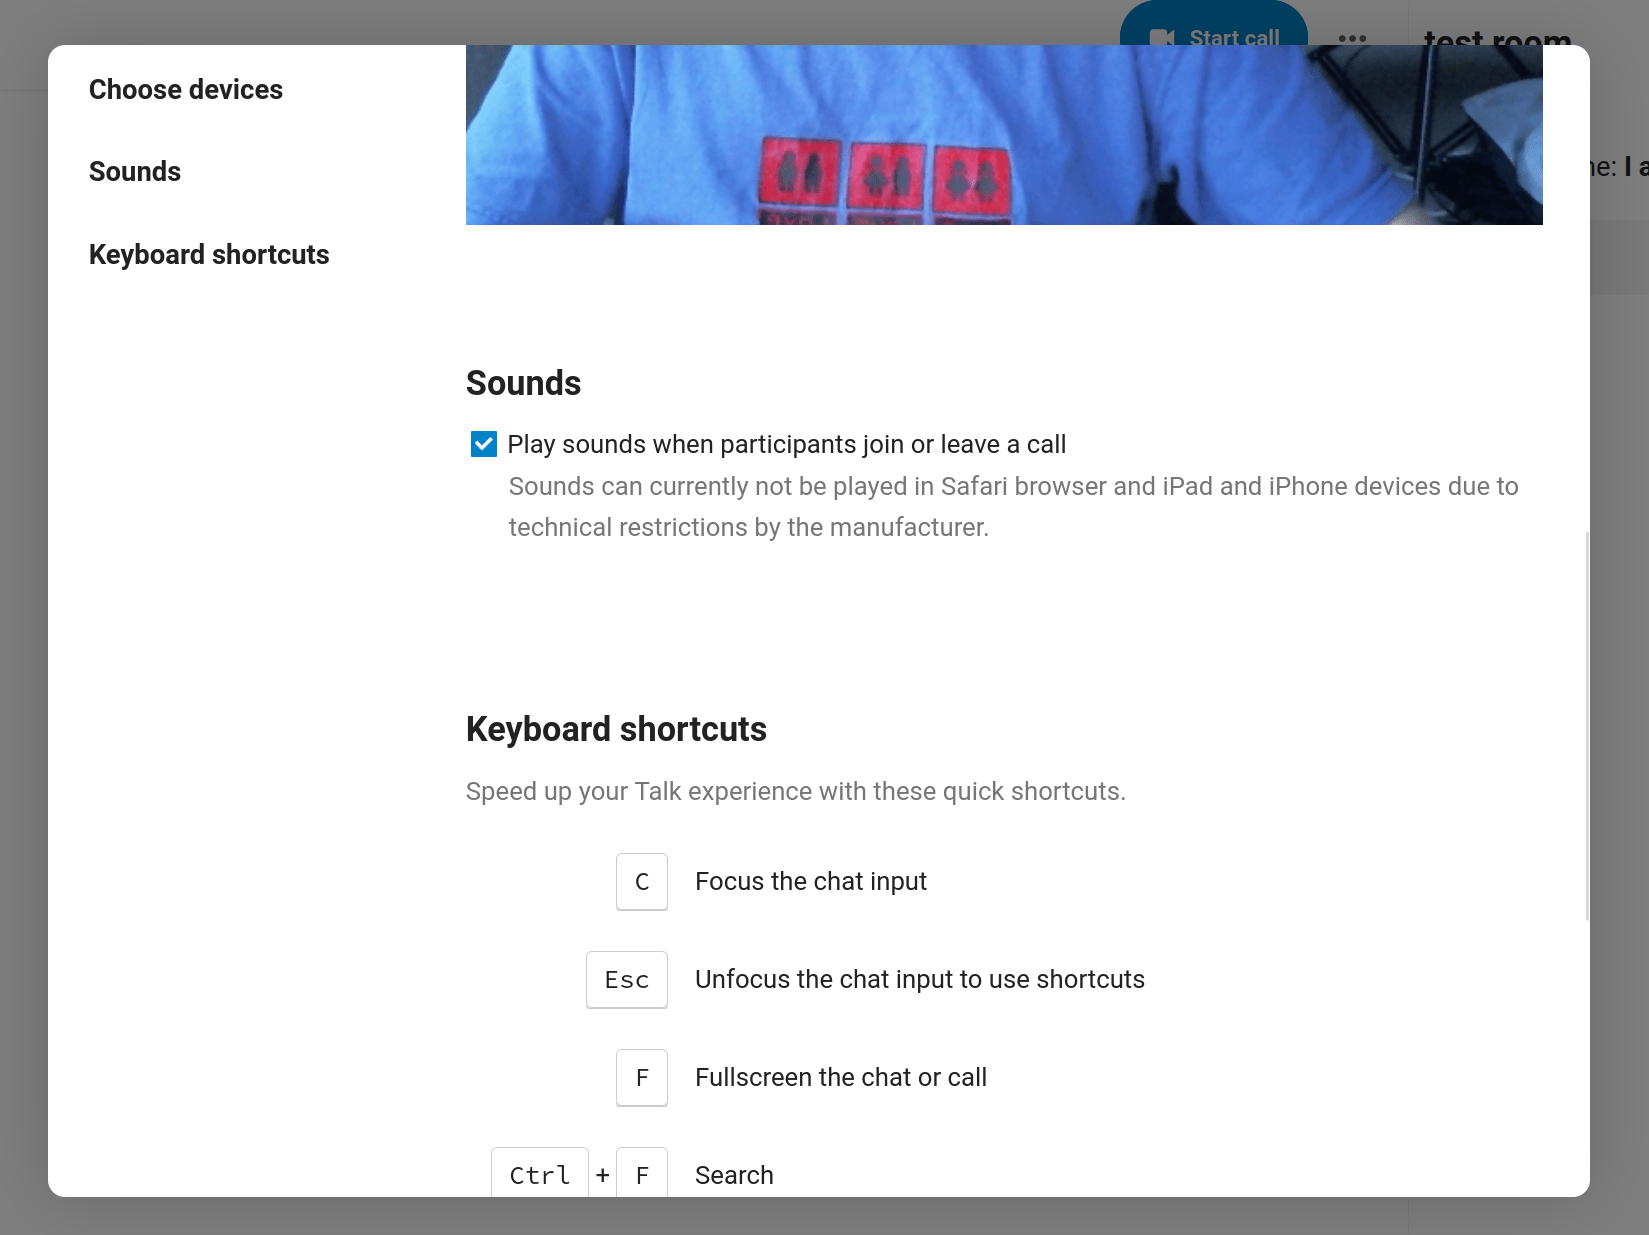 Start call
test room
Choose devices
Sounds
Keyboard shortcuts
Sounds
Play sounds when participants join or leave a call
Sounds can currently not be played in Safari browser and iPad and iPhone devices due to
technical restrictions by the manufacturer.
Keyboard shortcuts
Speed up your Talk experience with these quick shortcuts.
C Focus the chat input
Esc Unfocus the chat input to use shortcuts
F Fullscreen the chat or call
Ctrl + F Search